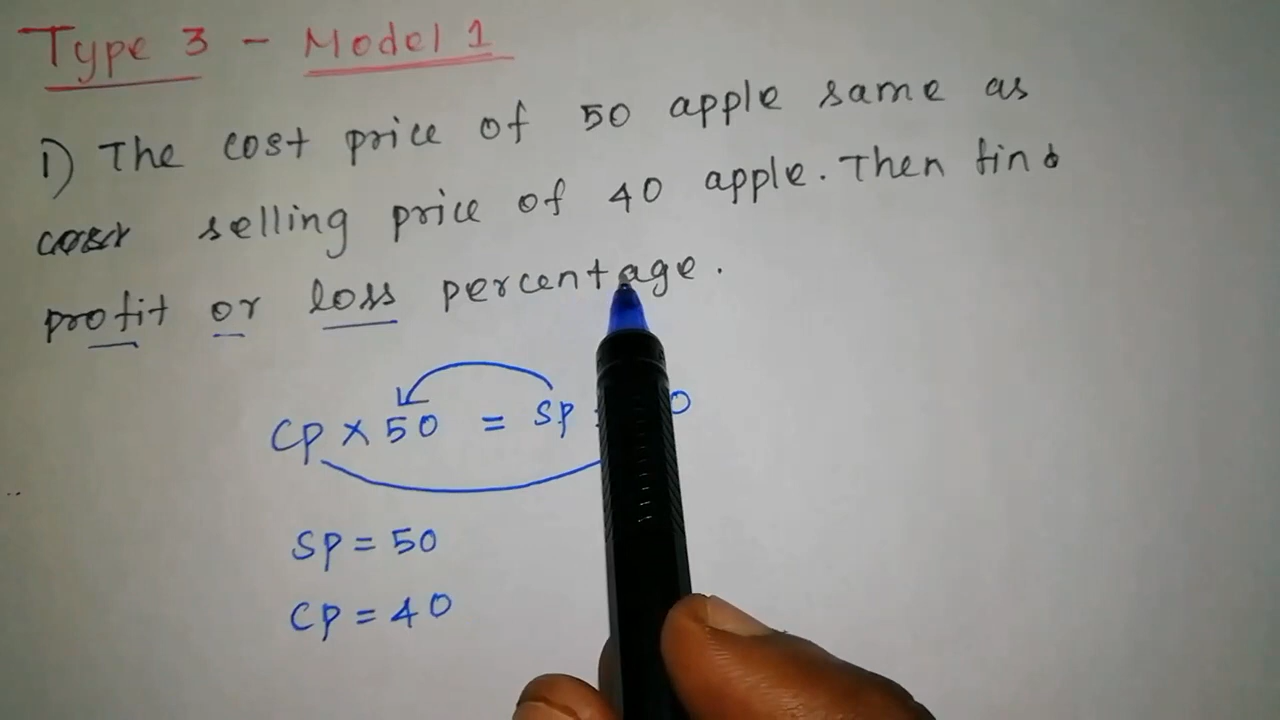 Type 3 - Model 1
1) The cost price of 50 apple same as
selling price of 40 apple. Then find
profit or loss percentage.
CP × 50 = SP
SP = 50
CP = 40